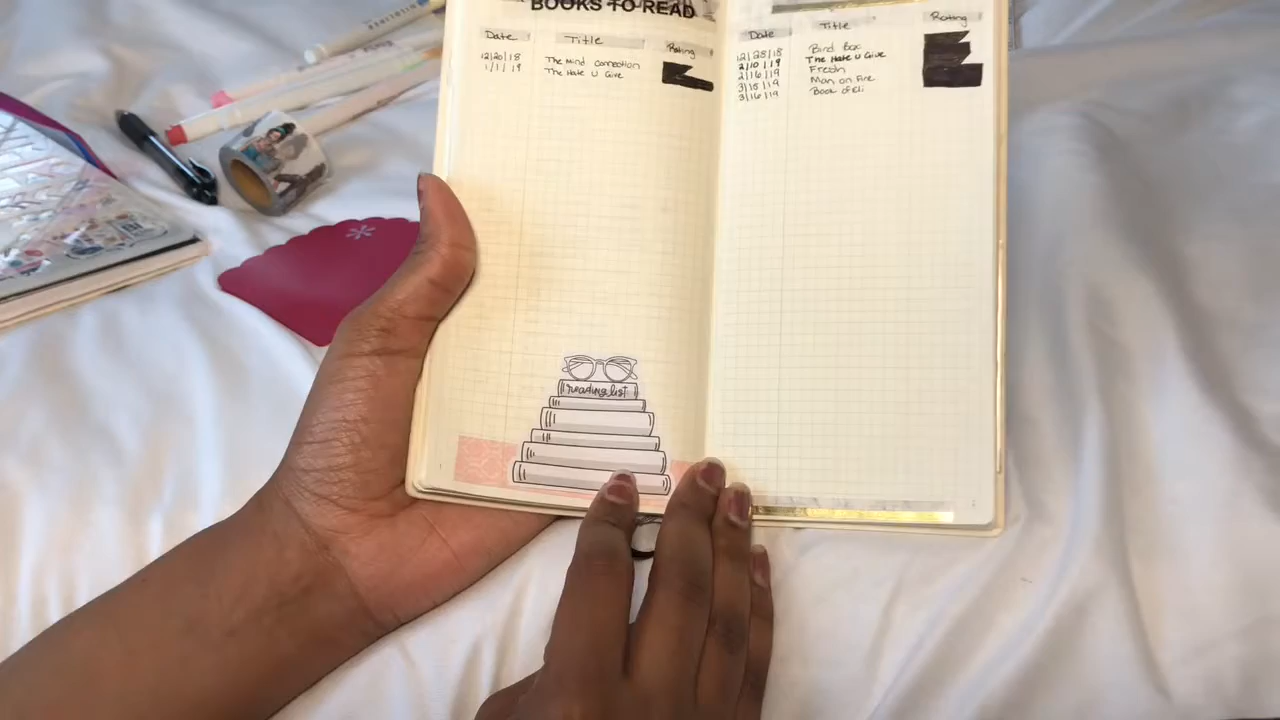 BOOKS TO READ
Date Title Rating
12/20/18 The Mind Connection
1/1/19 The Hate U Give
reading list
Date Title Rating
12/28/18 Bird Box
2/10/19 The Hate U Give
2/16/19 Fresh
3/15/19 Man on Fire
3/16/19 Book of Eli